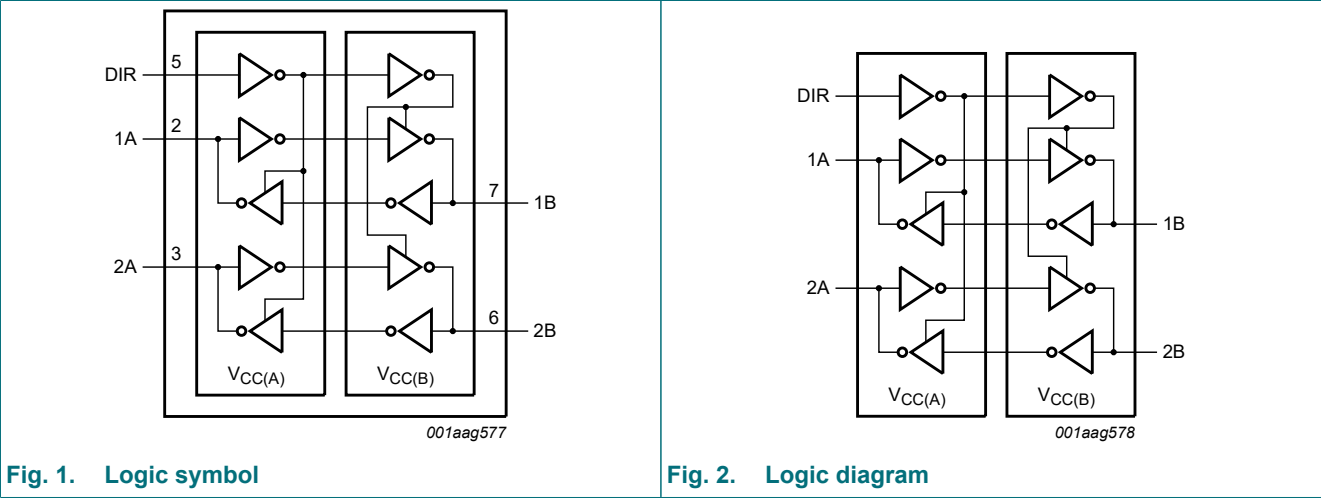 DIR
5
1A
2
7
1B
2A
3
6
2B
VCC(A)
VCC(B)
001aag577
Fig. 1. Logic symbol
DIR
1A
1B
2A
2B
VCC(A)
VCC(B)
001aag578
Fig. 2. Logic diagram